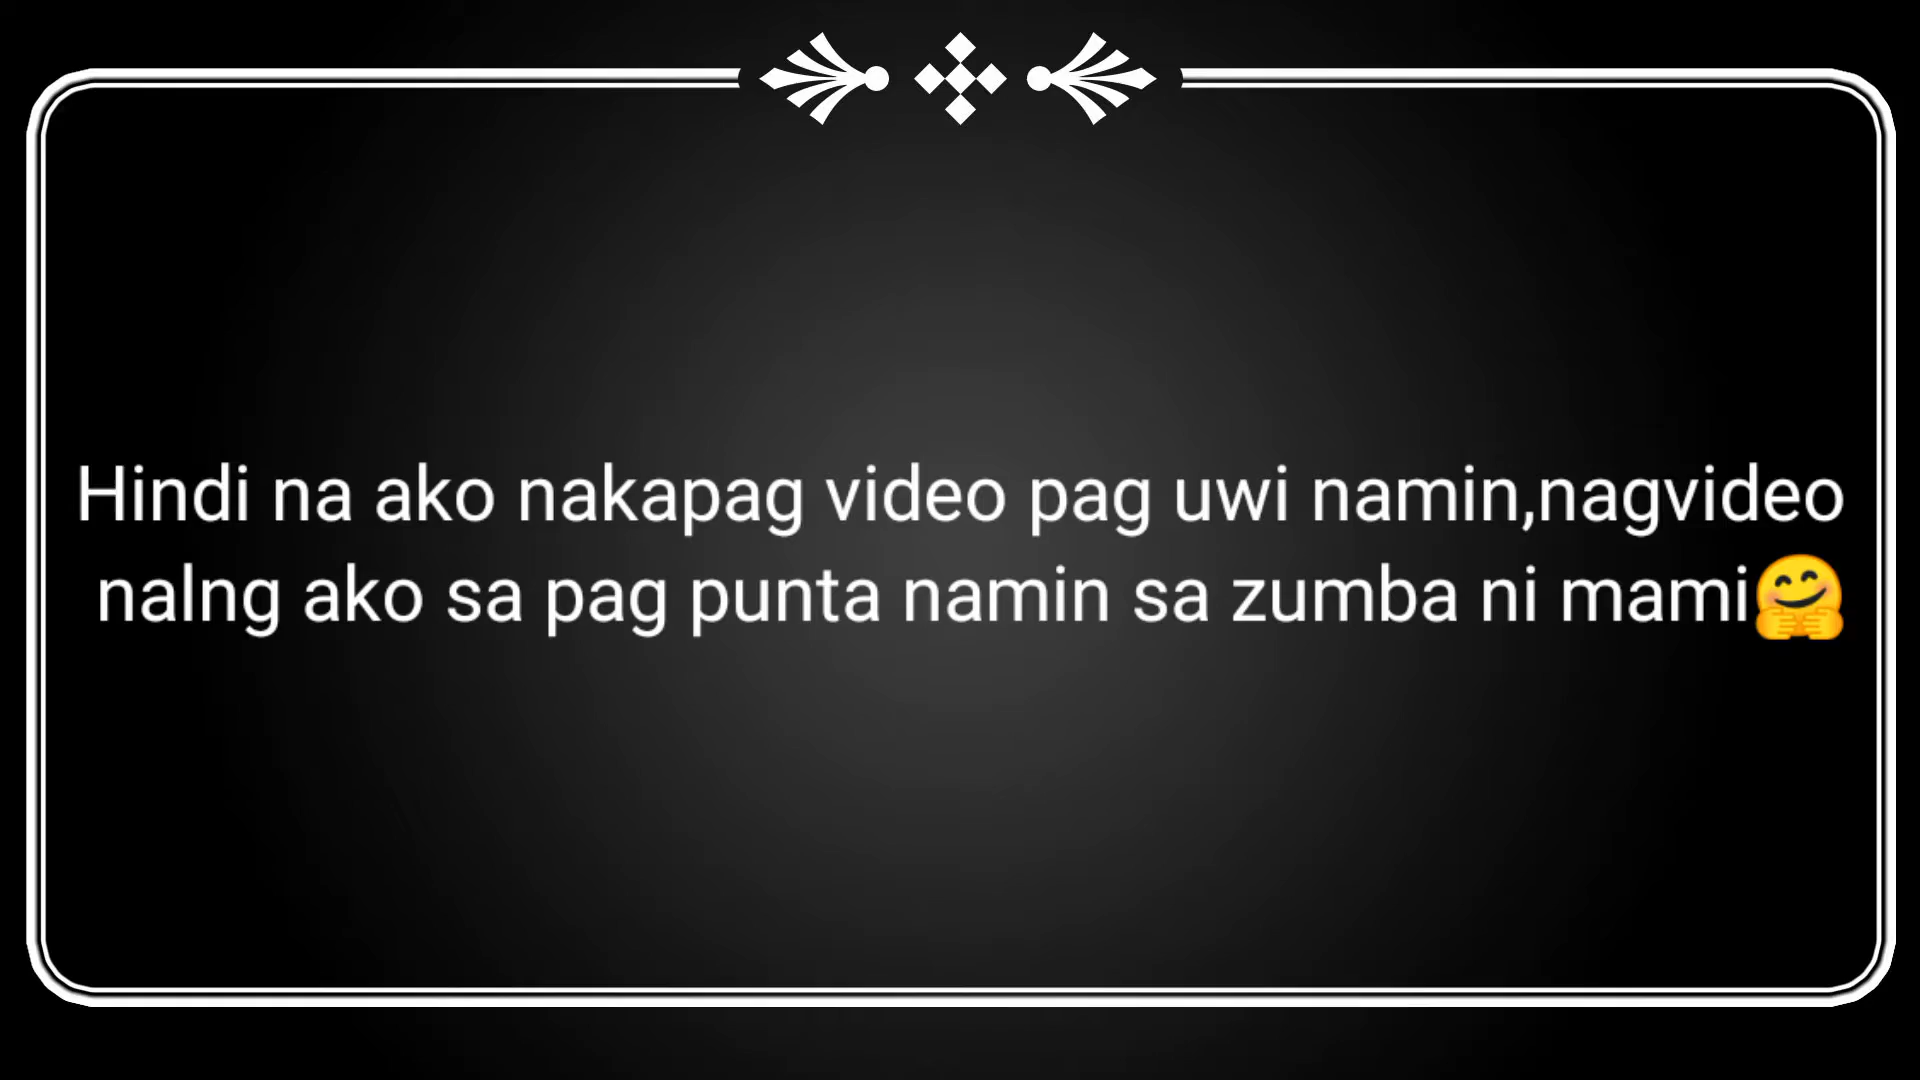 Hindi na ako nakapag video pag uwi namin,nagvideo
nalng ako sa pag punta namin sa zumba ni mami🤗